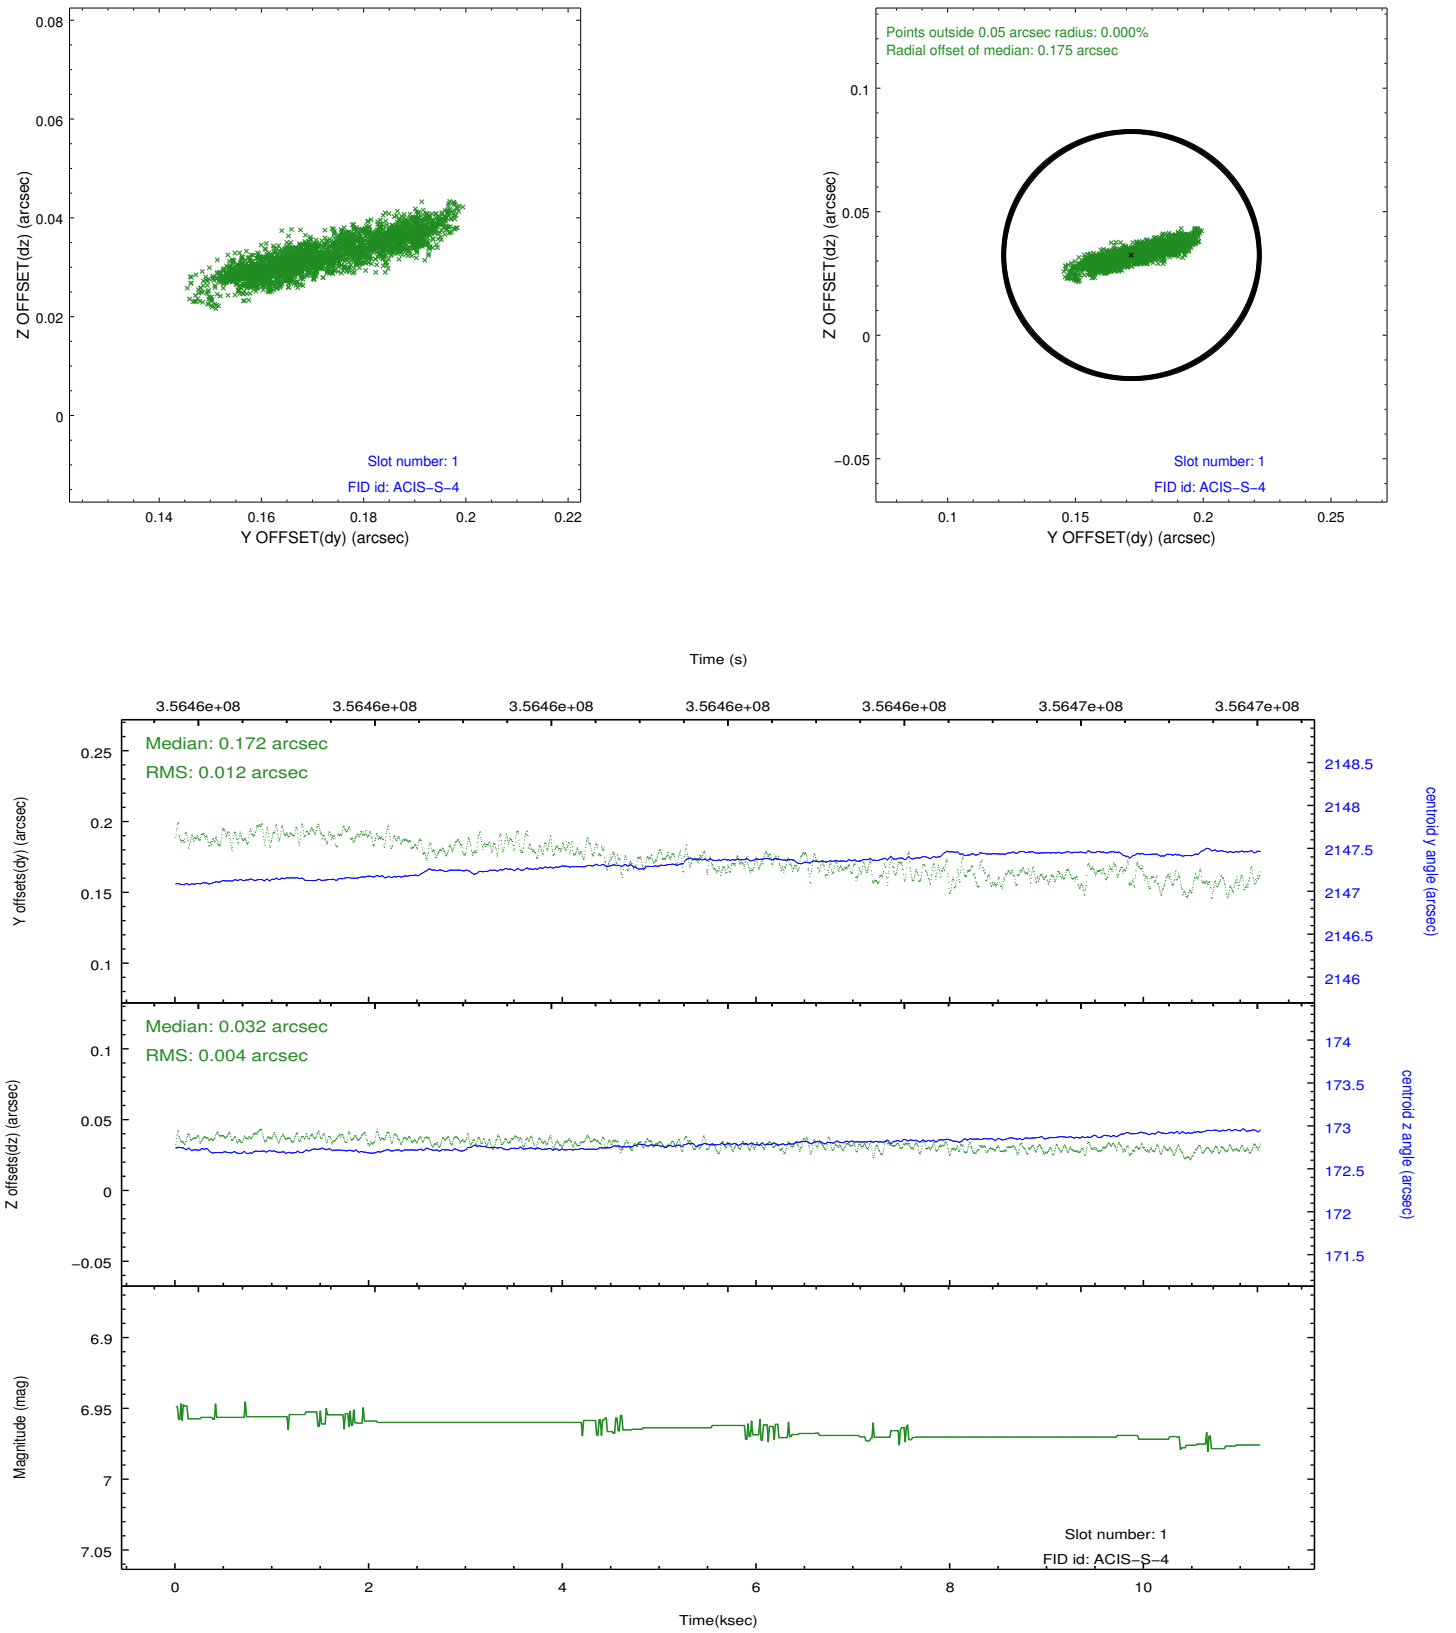 0.08
0.06
0.04
0.02
0
Z OFFSET(dz) (arcsec)
Slot number: 1
FID id: ACIS−S−4
0.14 0.16 0.18 0.2 0.22
Y OFFSET(dy) (arcsec)
Points outside 0.05 arcsec radius: 0.000%
Radial offset of median: 0.175 arcsec
0.1
0.05
0
−0.05
Z OFFSET(dz) (arcsec)
Slot number: 1
FID id: ACIS−S−4
0.1 0.15 0.2 0.25
Y OFFSET(dy) (arcsec)
Time (s)
3.5646e+08 3.5646e+08 3.5646e+08 3.5646e+08 3.5646e+08 3.5647e+08 3.5647e+08
Median: 0.172 arcsec
RMS: 0.012 arcsec
0.25
0.2
0.15
0.1
Y offsets(dy) (arcsec)
2148.5
2148
2147.5
2147
2146.5
2146
centroid y angle (arcsec)
Median: 0.032 arcsec
RMS: 0.004 arcsec
0.1
0.05
0
−0.05
Z offsets(dz) (arcsec)
174
173.5
173
172.5
172
171.5
centroid z angle (arcsec)
6.9
6.95
7
7.05
Magnitude (mag)
Slot number: 1
FID id: ACIS−S−4
0 2 4 6 8 10
Time(ksec)